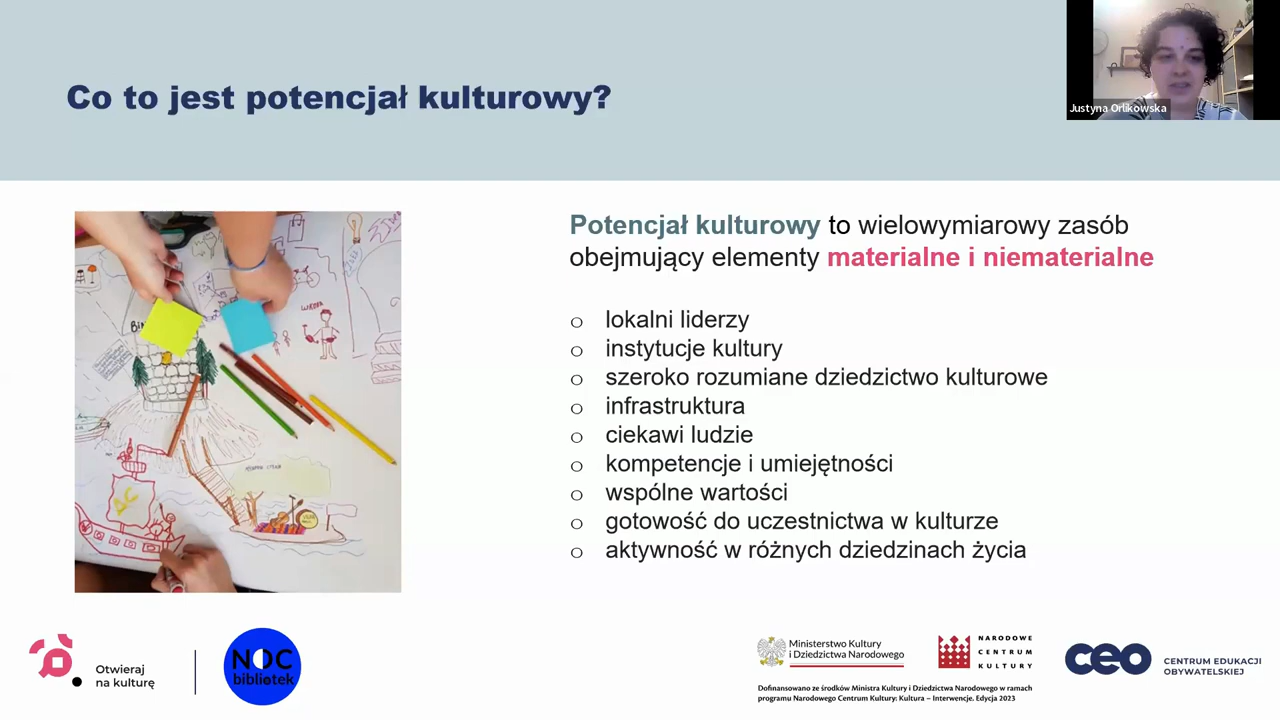 Co to jest potencjał kulturowy?
Justyna Orlikowska
Potencjał kulturowy to wielowymiarowy zasób
obejmujący elementy materialne i niematerialne
o lokalni liderzy
o instytucje kultury
o szeroko rozumiane dziedzictwo kulturowe
o infrastruktura
o ciekawi ludzie
o kompetencje i umiejętności
o wspólne wartości
o gotowość do uczestnictwa w kulturze
o aktywność w różnych dziedzinach życia
Otwieraj
na kulturę
NOC
bibliotek
Ministerstwo Kultury
i Dziedzictwa Narodowego
NARODOWE
CENTRUM
KULTURY
Dofinansowano ze środków Ministra Kultury i Dziedzictwa Narodowego w ramach
programu Narodowego Centrum Kultury: Kultura – Interwencje. Edycja 2023
ceo
CENTRUM EDUKACJI
OBYWATELSKIEJ